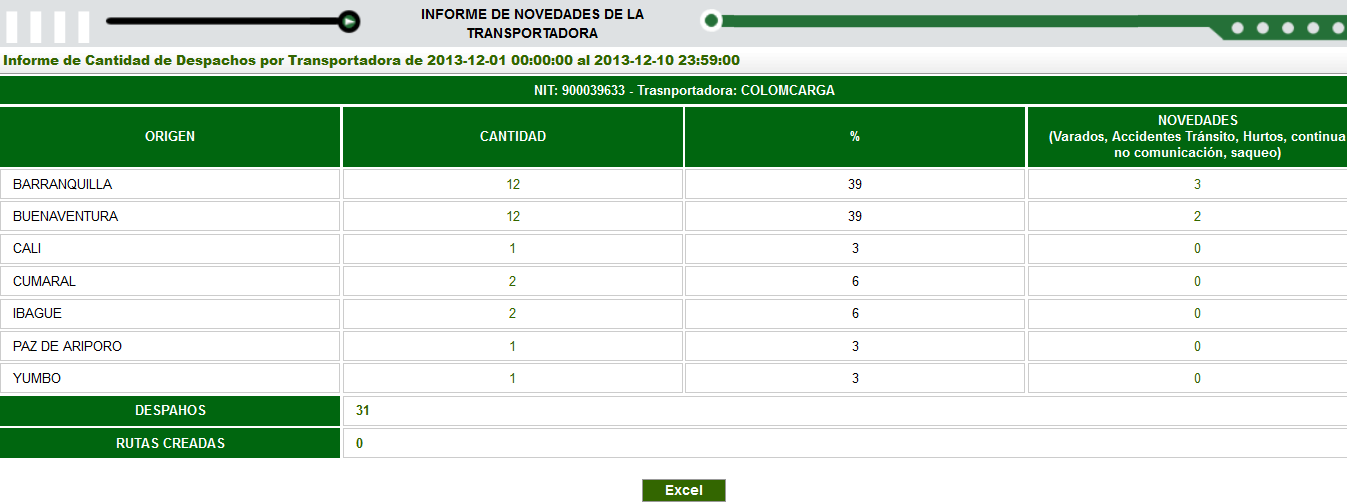 INFORME DE NOVEDADES DE LA
TRANSPORTADORA
Informe de Cantidad de Despachos por Transportadora de 2013-12-01 00:00:00 al 2013-12-10 23:59:00
NIT: 900039633 - Trasnportadora: COLOMCARGA
ORIGEN CANTIDAD % NOVEDADES
(Varados, Accidentes Tránsito, Hurtos, continua
no comunicación, saqueo)
BARRANQUILLA 12 39 3
BUENAVENTURA 12 39 2
CALI 1 3 0
CUMARAL 2 6 0
IBAGUE 2 6 0
PAZ DE ARIPORO 1 3 0
YUMBO 1 3 0
DESPAHOS 31
RUTAS CREADAS 0
Excel